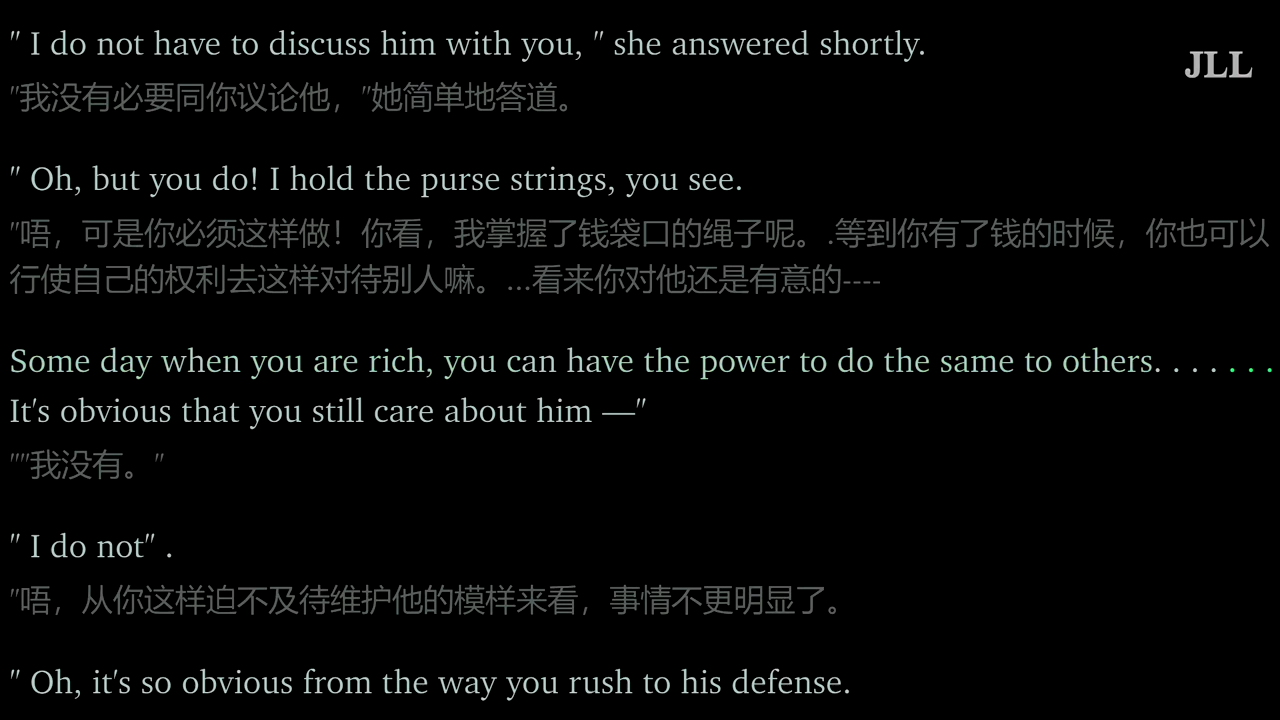 " I do not have to discuss him with you, " she answered shortly.
JLL
"我没有必要同你议论他，"她简单地答道。
" Oh, but you do! I hold the purse strings, you see.
"唔，可是你必须这样做！你看，我掌握了钱袋口的绳子呢。.等到你有了钱的时候，你也可以
行使自己的权利去这样对待别人嘛。...看来你对他还是有意的----
Some day when you are rich, you can have the power to do the same to others. . . . . . .
It's obvious that you still care about him —"
""我没有。"
" I do not" .
"唔，从你这样迫不及待维护他的模样来看，事情不更明显了。
" Oh, it's so obvious from the way you rush to his defense.